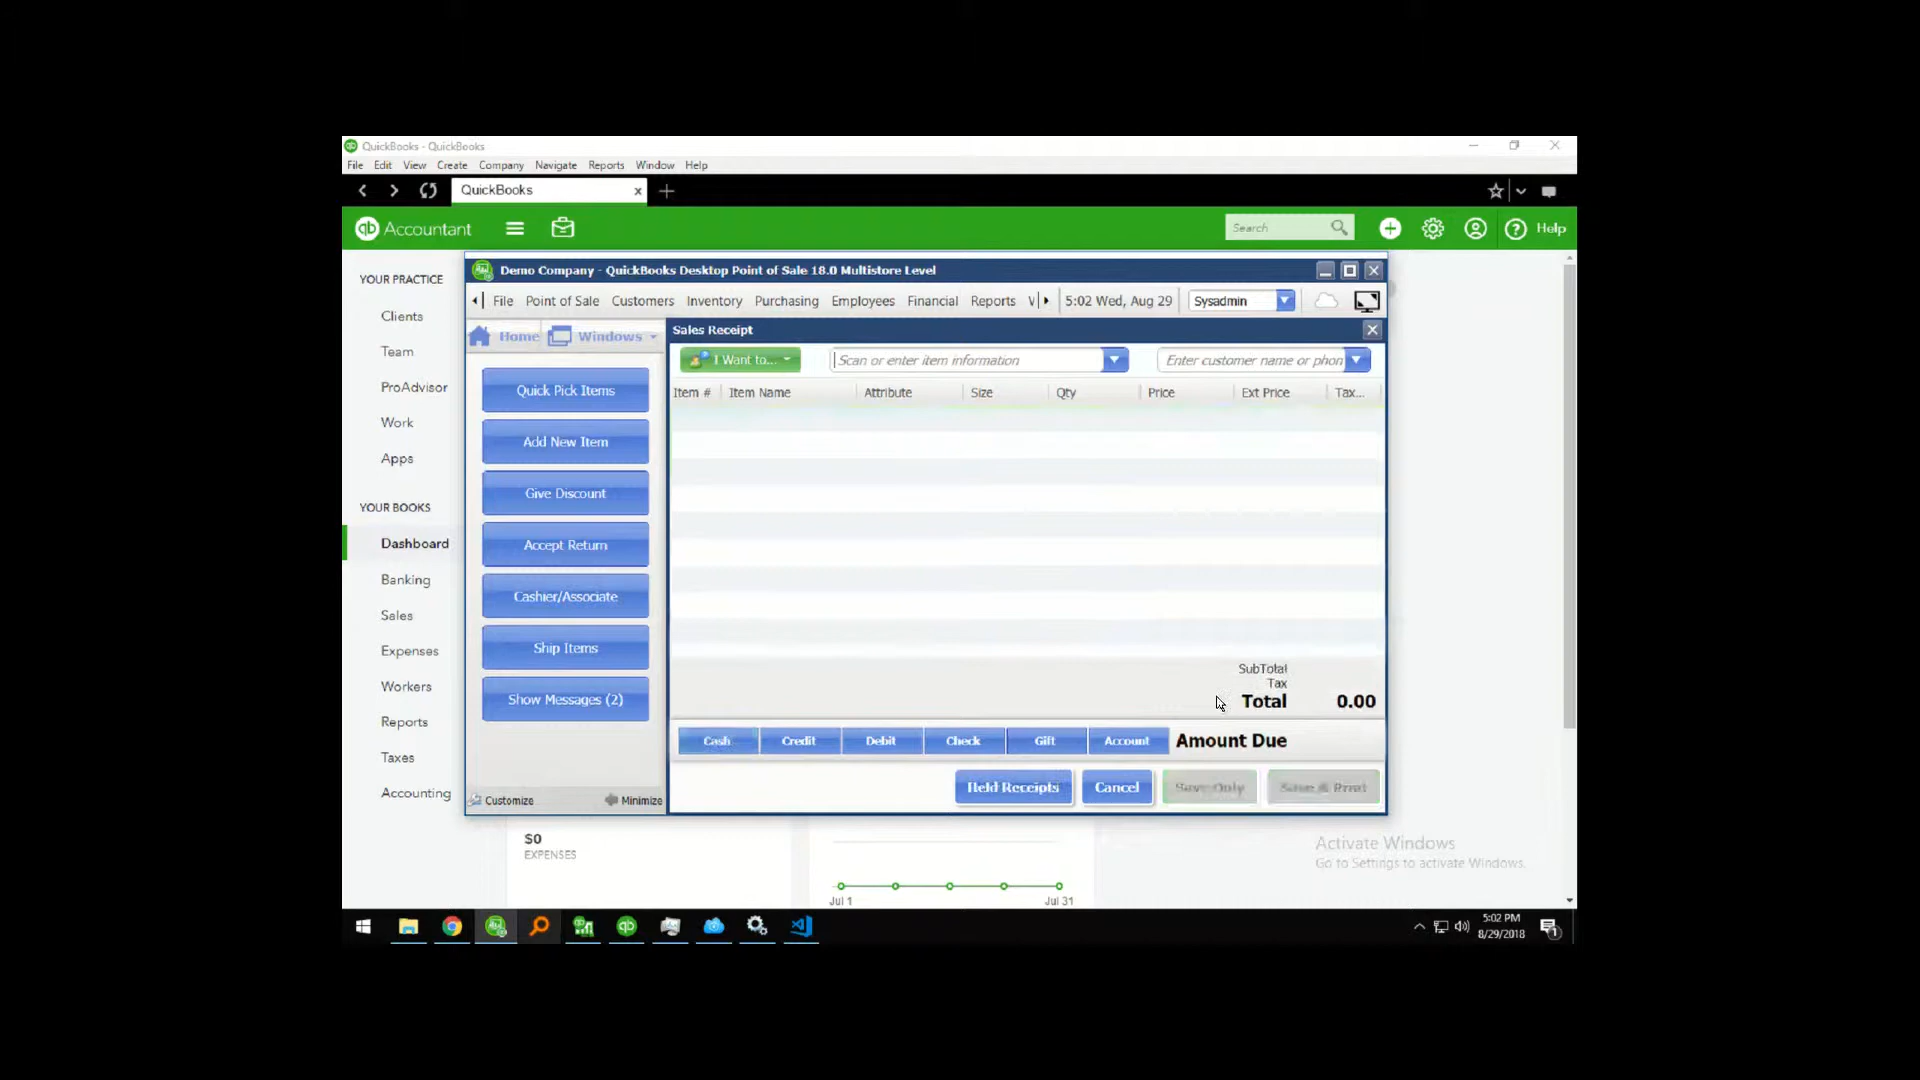 QuickBooks - QuickBooks
File Edit View Create Company Navigate Reports Window Help
QuickBooks x
qb Accountant
Search
Help
YOUR PRACTICE
Clients
Team
ProAdvisor
Work
Apps
YOUR BOOKS
Dashboard
Banking
Sales
Expenses
Workers
Reports
Taxes
Accounting
Demo Company - QuickBooks Desktop Point of Sale 18.0 Multistore Level
File Point of Sale Customers Inventory Purchasing Employees Financial Reports 5:02 Wed, Aug 29 Sysadmin
Home Windows
Quick Pick Items
Add New Item
Give Discount
Accept Return
Cashier/Associate
Ship Items
Show Messages (2)
Customize Minimize
Sales Receipt
I Want to... Scan or enter item information Enter customer name or phon
Item # Item Name Attribute Size Qty Price Ext Price Tax...
SubTotal
Tax
Total 0.00
Cash Credit Debit Check Gift Account Amount Due
Held Receipts Cancel Save Only Save & Print
$0
EXPENSES
Jul 1 Jul 31
Activate Windows
Go to Settings to activate Windows.
5:02 PM
8/29/2018
1